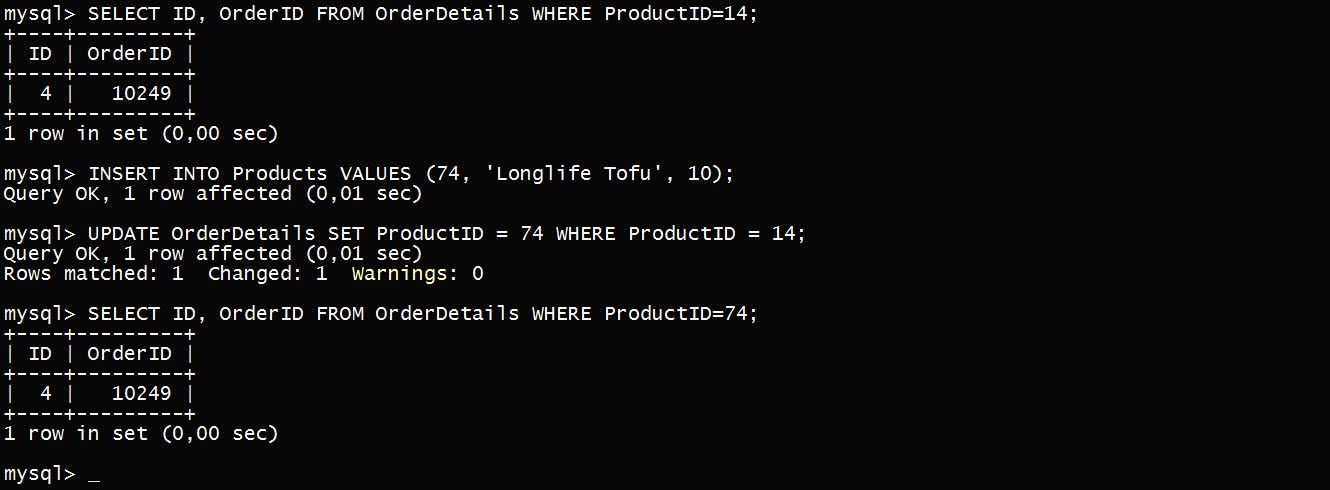 mysql> SELECT ID, OrderID FROM OrderDetails WHERE ProductID=14;
+----+---------+
| ID | OrderID |
+----+---------+
|  4 |   10249 |
+----+---------+
1 row in set (0,00 sec)

mysql> INSERT INTO Products VALUES (74, 'Longlife Tofu', 10);
Query OK, 1 row affected (0,01 sec)

mysql> UPDATE OrderDetails SET ProductID = 74 WHERE ProductID = 14;
Query OK, 1 row affected (0,01 sec)
Rows matched: 1  Changed: 1  Warnings: 0

mysql> SELECT ID, OrderID FROM OrderDetails WHERE ProductID=74;
+----+---------+
| ID | OrderID |
+----+---------+
|  4 |   10249 |
+----+---------+
1 row in set (0,00 sec)

mysql> _